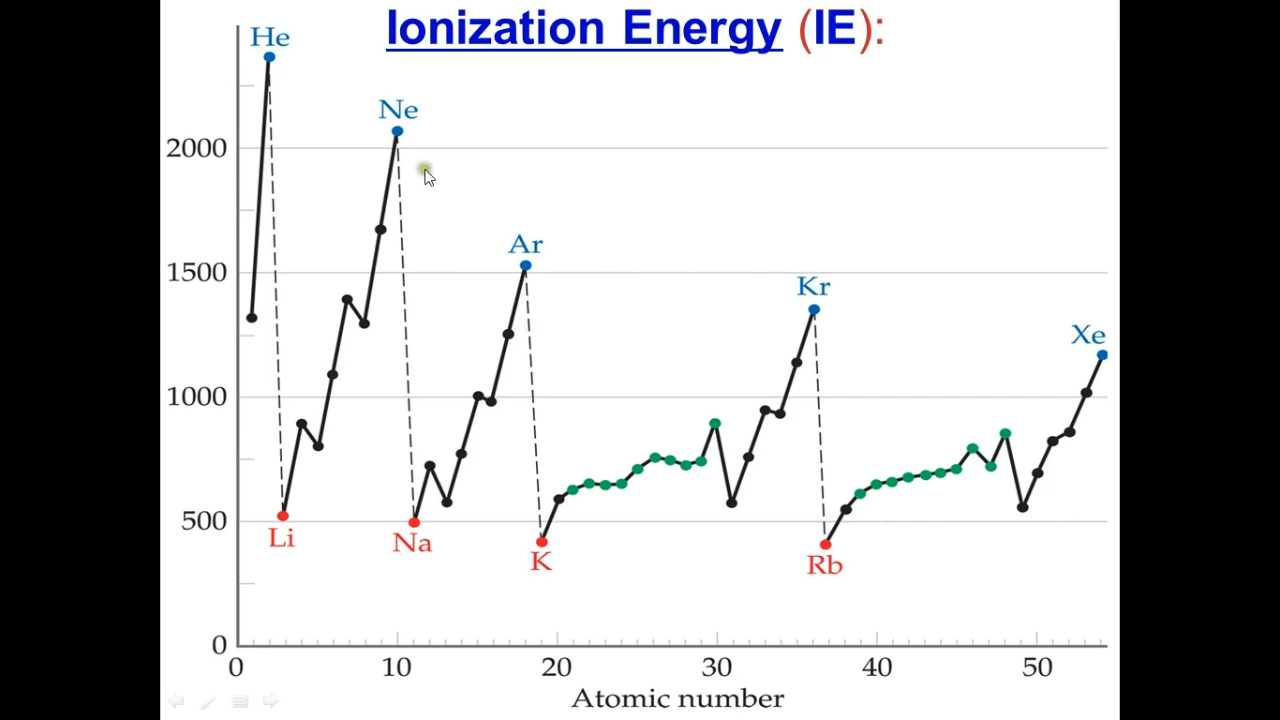 Ionization Energy (IE):
He
Ne
2000
Ar
1500
Kr
Xe
1000
500
Li
Na
K
Rb
0
0 10 20 30 40 50
Atomic number